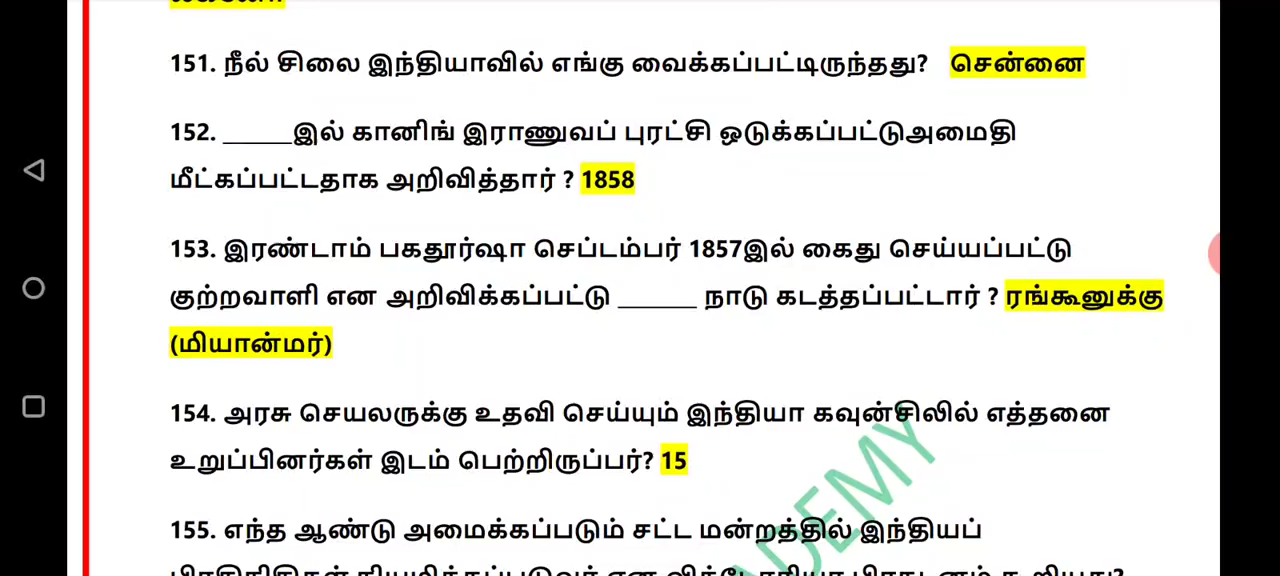 151. நீல் சிலை இந்தியாவில் எங்கு வைக்கப்பட்டிருந்தது? சென்னை
152. ______இல் கானிங் இராணுவப் புரட்சி ஒடுக்கப்பட்டுஅமைதி
மீட்கப்பட்டதாக அறிவித்தார் ? 1858
153. இரண்டாம் பகதூர்ஷா செப்டம்பர் 1857இல் கைது செய்யப்பட்டு
குற்றவாளி என அறிவிக்கப்பட்டு ______ நாடு கடத்தப்பட்டார் ? ரங்கூனுக்கு
(மியான்மர்)
154. அரசு செயலருக்கு உதவி செய்யும் இந்தியா கவுன்சிலில் எத்தனை
உறுப்பினர்கள் இடம் பெற்றிருப்பர்? 15
155. எந்த ஆண்டு அமைக்கப்படும் சட்ட மன்றத்தில் இந்தியப்